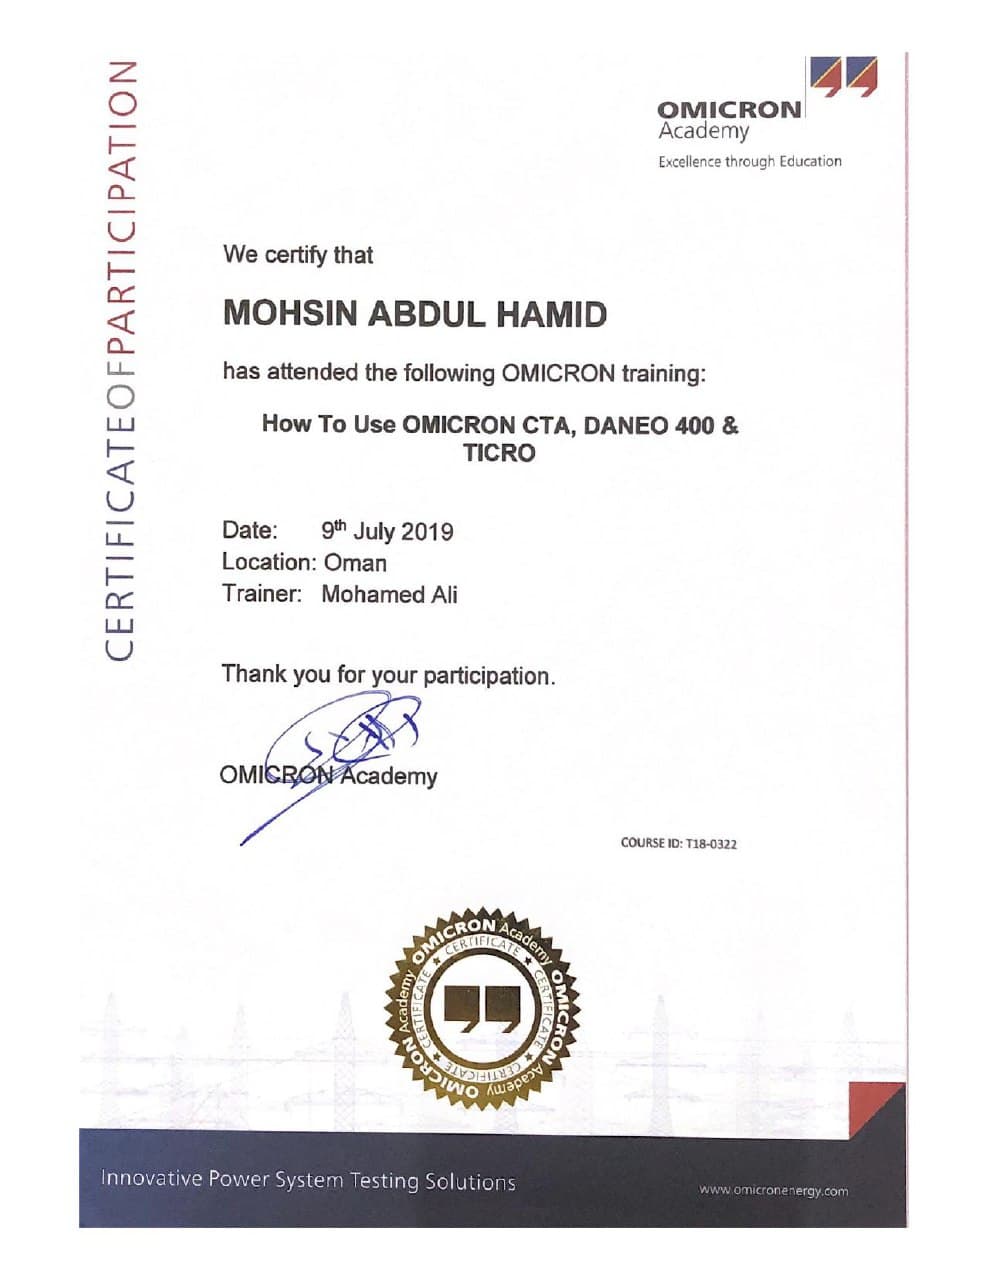 CERTIFICATEOFPARTICIPATION
OMICRON
Academy
Excellence through Education
We certify that
MOHSIN ABDUL HAMID
has attended the following OMICRON training:
How To Use OMICRON CTA, DANEO 400 &
TICRO
Date: 9th July 2019
Location: Oman
Trainer: Mohamed Ali
Thank you for your participation.
OMICRON Academy
COURSE ID: T18-0322
OMICRON Academy OMICRON Academy OMICRON Academy
CERTIFICATE ★ CERTIFICATE ★ CERTIFICATE ★ CERTIFICATE ★
Innovative Power System Testing Solutions
www.omicronenergy.com